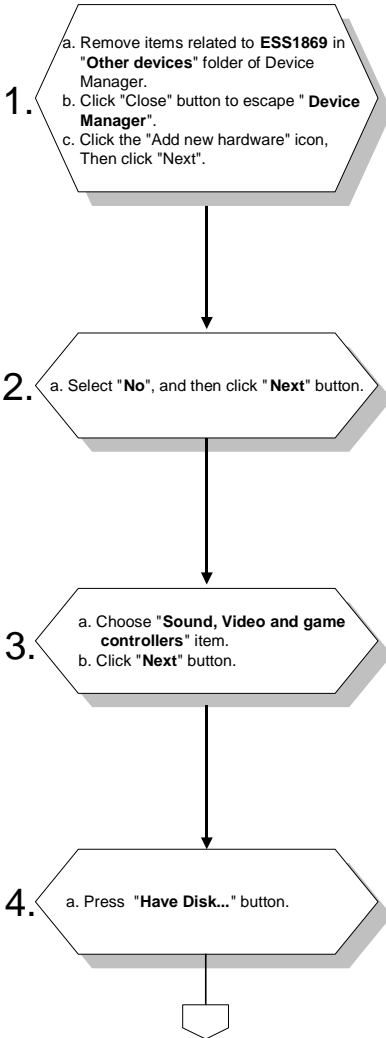 1.
a. Remove items related to ESS1869 in
"Other devices" folder of Device
Manager.
b. Click "Close" button to escape " Device
Manager".
c. Click the "Add new hardware" icon,
Then click "Next".
2.
a. Select "No", and then click "Next" button.
3.
a. Choose "Sound, Video and game
controllers" item.
b. Click "Next" button.
4.
a. Press "Have Disk..." button.